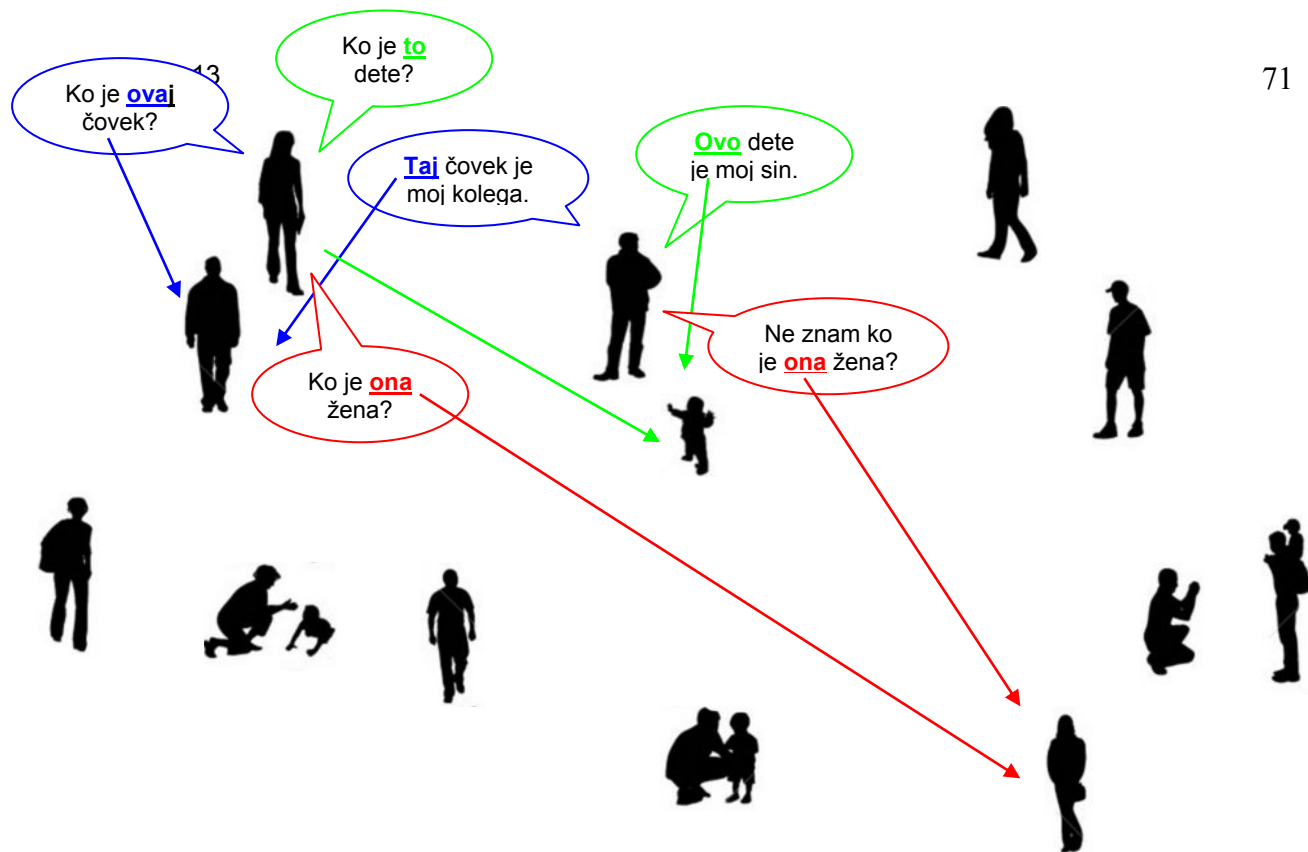 13
71
Ko je ovaj
čovek?
Ko je to
dete?
Taj čovek je
moj kolega.
Ovo dete
je moj sin.
Ko je ona
žena?
Ne znam ko
je ona žena?